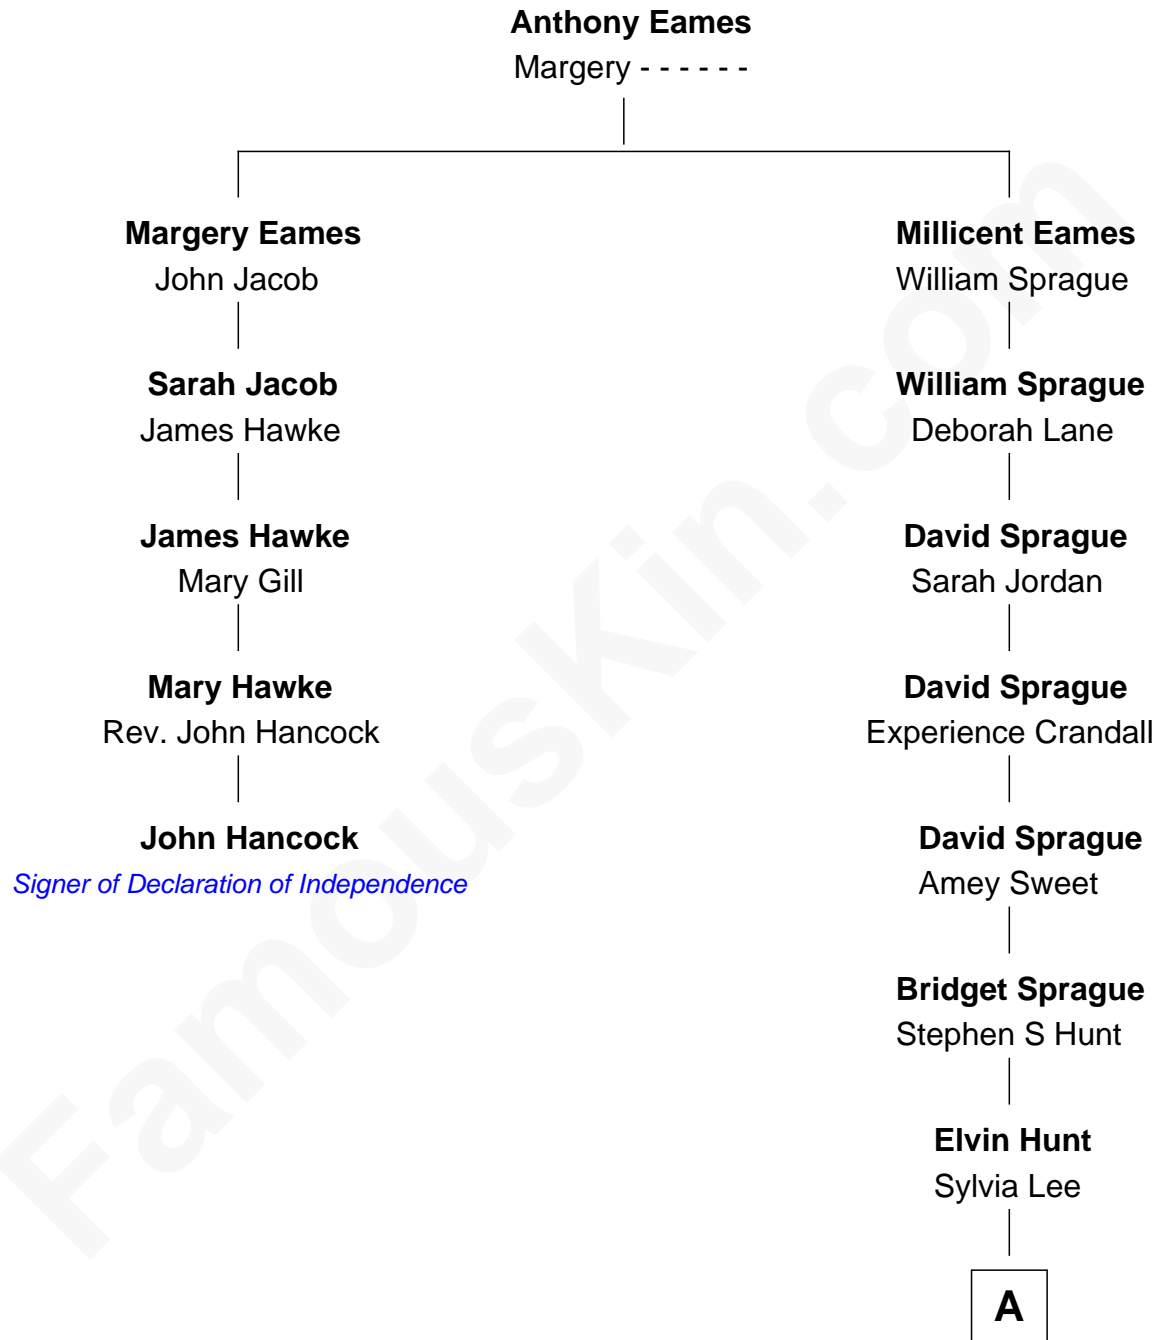 Anthony Eames
Margery - - - - - -
Margery Eames
John Jacob
Sarah Jacob
James Hawke
James Hawke
Mary Gill
Mary Hawke
Rev. John Hancock
John Hancock
Signer of Declaration of Independence
Millicent Eames
William Sprague
William Sprague
Deborah Lane
David Sprague
Sarah Jordan
David Sprague
Experience Crandall
David Sprague
Amey Sweet
Bridget Sprague
Stephen S Hunt
Elvin Hunt
Sylvia Lee
A
FamousKin.com